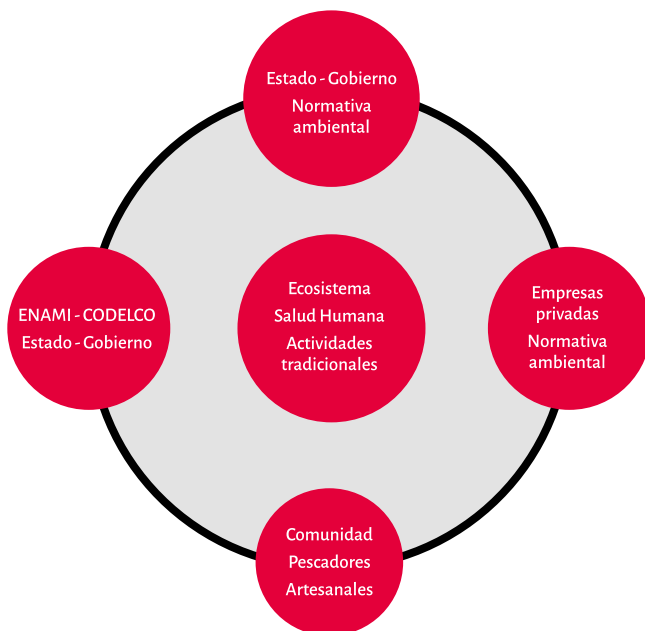 Estado - Gobierno
Normativa
ambiental
ENAMI - CODELCO
Estado - Gobierno
Ecosistema
Salud Humana
Actividades
tradicionales
Empresas
privadas
Normativa
ambiental
Comunidad
Pescadores
Artesanales